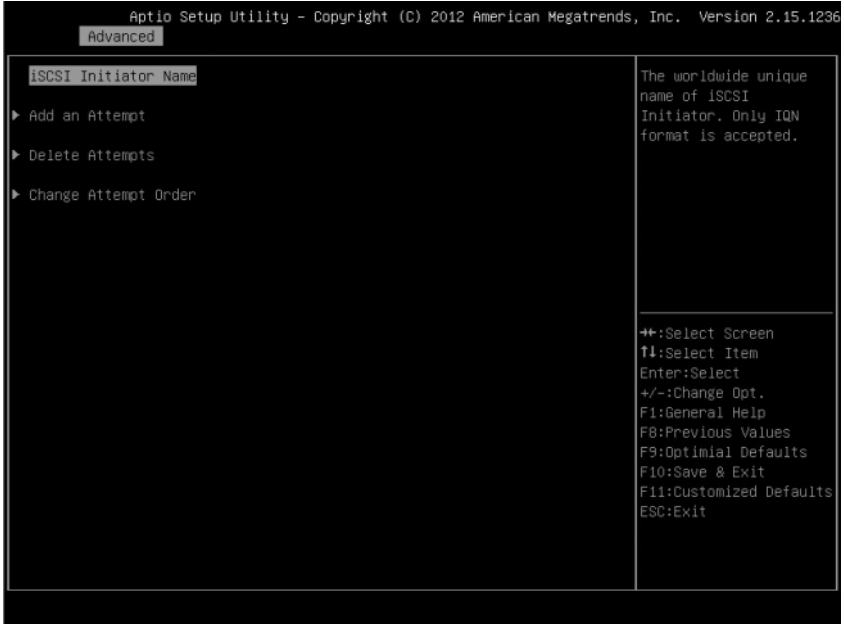 Aptio Setup Utility - Copyright (C) 2012 American Megatrends, Inc. Version 2.15.1236
Advanced
iSCSI Initiator Name
▶ Add an Attempt
▶ Delete Attempts
▶ Change Attempt Order
The worldwide unique
name of iSCSI
Initiator. Only IQN
format is accepted.
→←:Select Screen
↑↓:Select Item
Enter:Select
+/-:Change Opt.
F1:General Help
F8:Previous Values
F9:Optimial Defaults
F10:Save & Exit
F11:Customized Defaults
ESC:Exit